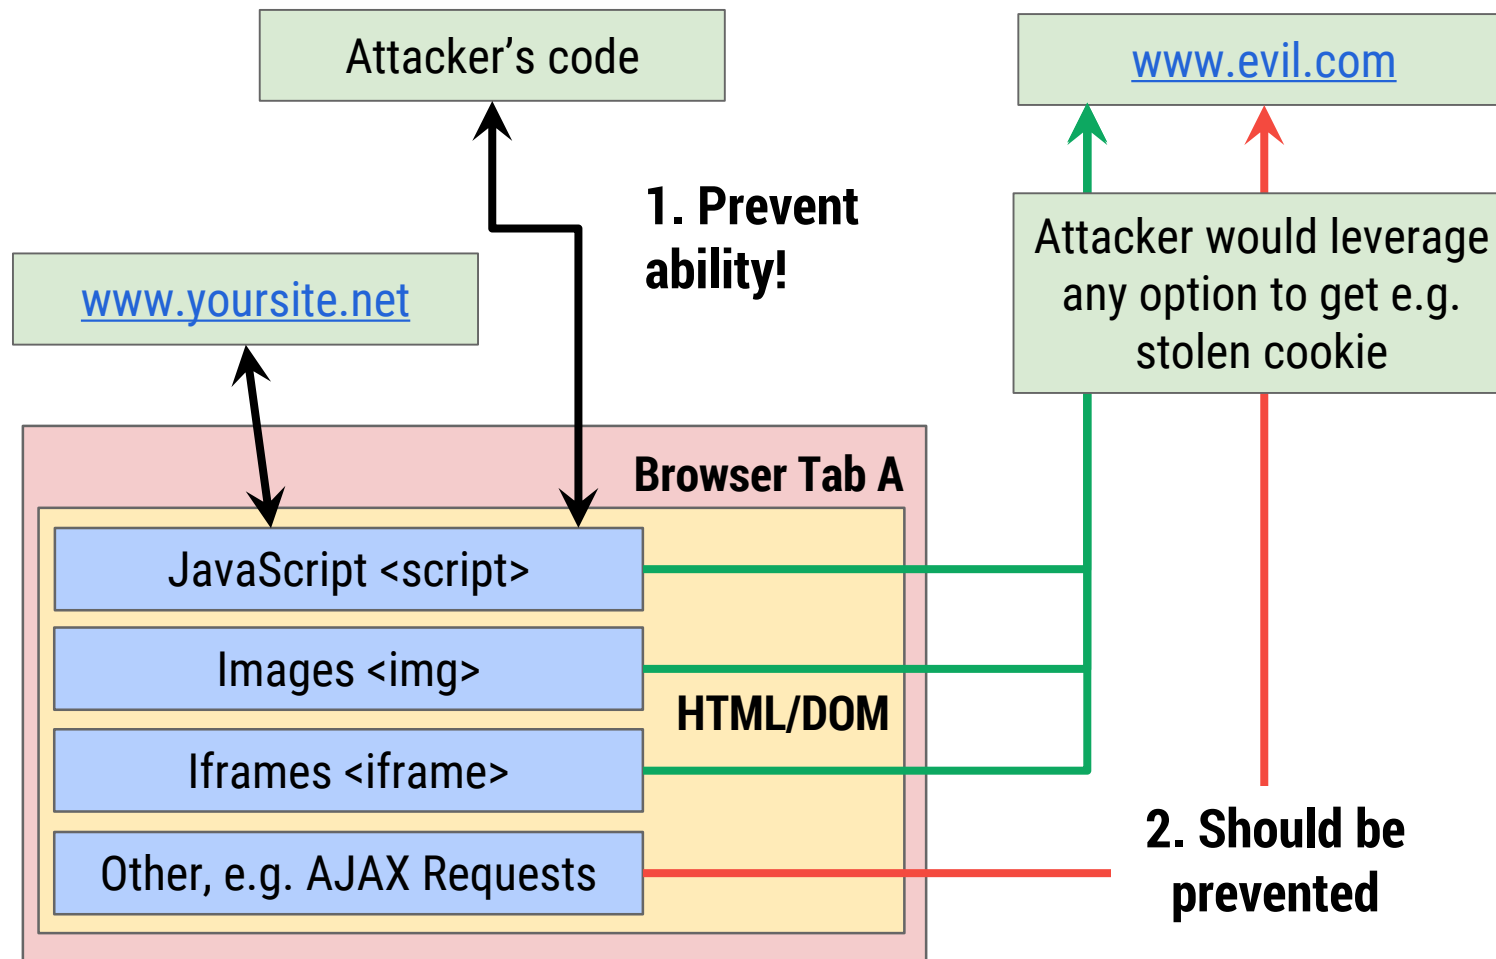 Attacker’s code
www.evil.com
1. Prevent
ability!
Attacker would leverage
any option to get e.g.
stolen cookie
www.yoursite.net
Browser Tab A
JavaScript <script>
Images <img>
HTML/DOM
Iframes <iframe>
Other, e.g. AJAX Requests
2. Should be
prevented